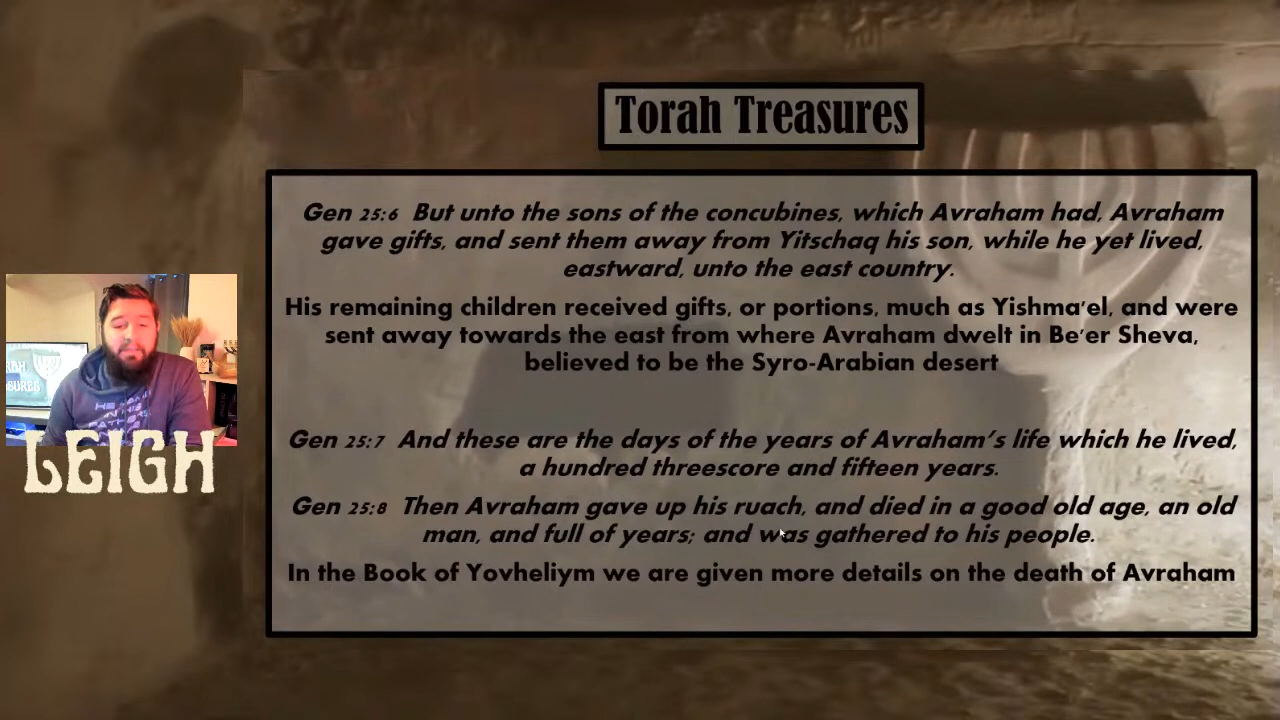 Torah Treasures
Gen 25:6 But unto the sons of the concubines, which Avraham had, Avraham
gave gifts, and sent them away from Yitschaq his son, while he yet lived,
eastward, unto the east country.
His remaining children received gifts, or portions, much as Yishma'el, and were
sent away towards the east from where Avraham dwelt in Be'er Sheva,
believed to be the Syro-Arabian desert
Gen 25:7 And these are the days of the years of Avraham's life which he lived,
a hundred threescore and fifteen years.
Gen 25:8 Then Avraham gave up his ruach, and died in a good old age, an old
man, and full of years; and was gathered to his people.
In the Book of Yovheliym we are given more details on the death of Avraham
LEIGH